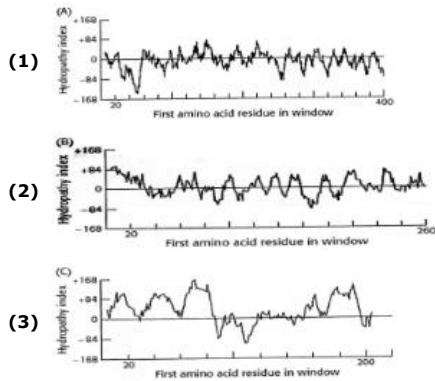 (A)
(1)
Hydropathy index
+168
+84
0
−84
−168
20
400
First amino acid residue in window
(B)
(2)
Hydropathy index
+168
+84
0
−84
−168
20
260
First amino acid residue in window
(C)
(3)
Hydropathy index
+168
+84
0
−84
−168
20
200
First amino acid residue in window